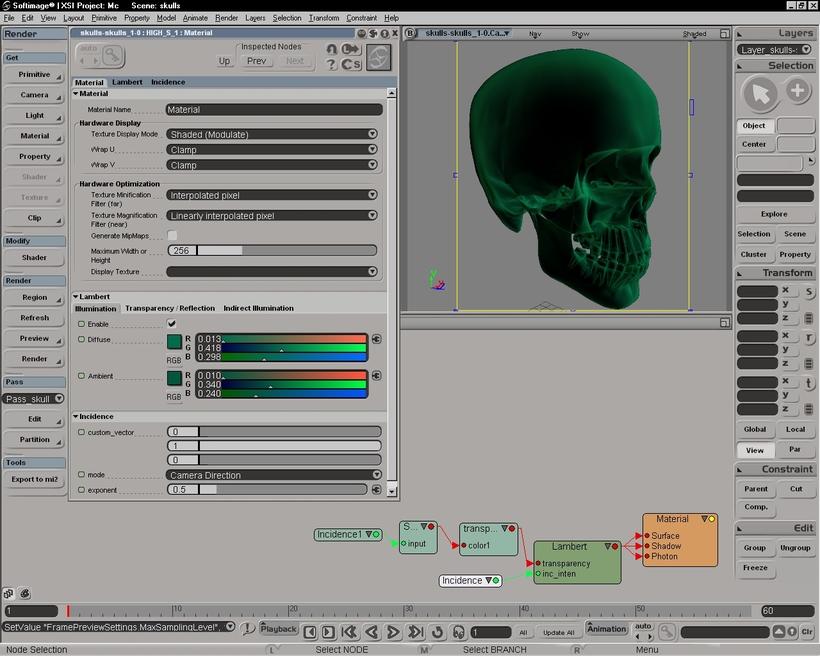 Softimage® | XSI Project: Mc Scene: skulls
File Edit View Layout Primitive Property Model Animation Render Layers Selection Transform Constraint Help
Render
Get
Primitive
Camera
Light
Material
Property
Shader
Texture
Clip
Modify
Shader
Render
Region
Refresh
Preview
Render
Pass
Pass_skull
Edit
Partition
Tools
Export to mi2
skulls-skulls_1-0 : HIGH_S_1 : Material
auto
Inspected Nodes
Up Prev Next
Material Lambert Incidence
Material
Material Name Material
Hardware Display
Texture Display Mode Shaded (Modulate)
Wrap U Clamp
Wrap V Clamp
Hardware Optimization
Texture Minification Filter (far) Interpolated pixel
Texture Magnification Filter (near) Linearly interpolated pixel
Generate MipMaps
Maximum Width or Height 256
Display Texture
Lambert
Illumination Transparency / Reflection Indirect Illumination
Enable
Diffuse
R 0.013
G 0.418
B 0.298
RGB
Ambient
R 0.010
G 0.340
B 0.240
RGB
Incidence
custom_vector 0
1
0
mode Camera Direction
exponent 0.5
B skulls-skulls_1-0.Ca... Nav Show Shaded
y
x
z
Incidence1
S...
input
transp...
color1
Lambert
transparency
inc_inten
Incidence
Material
Surface
Shadow
Photon
Layers
Layer_skulls-
Selection
Object
Center
Explore
Selection Scene
Cluster Property
Transform
x s
y
z
x r
y
z
x t
y
z
Global Local
View Par
Constraint
Parent Cut
Comp.
Edit
Group Ungroup
Freeze
1 10 20 30 40 50 60
SetValue "FramePreviewSettings.MaxSamplingLevel",
Playback 1 All Update All Animation auto Clr
Node Selection L Select NODE M Select BRANCH R Menu